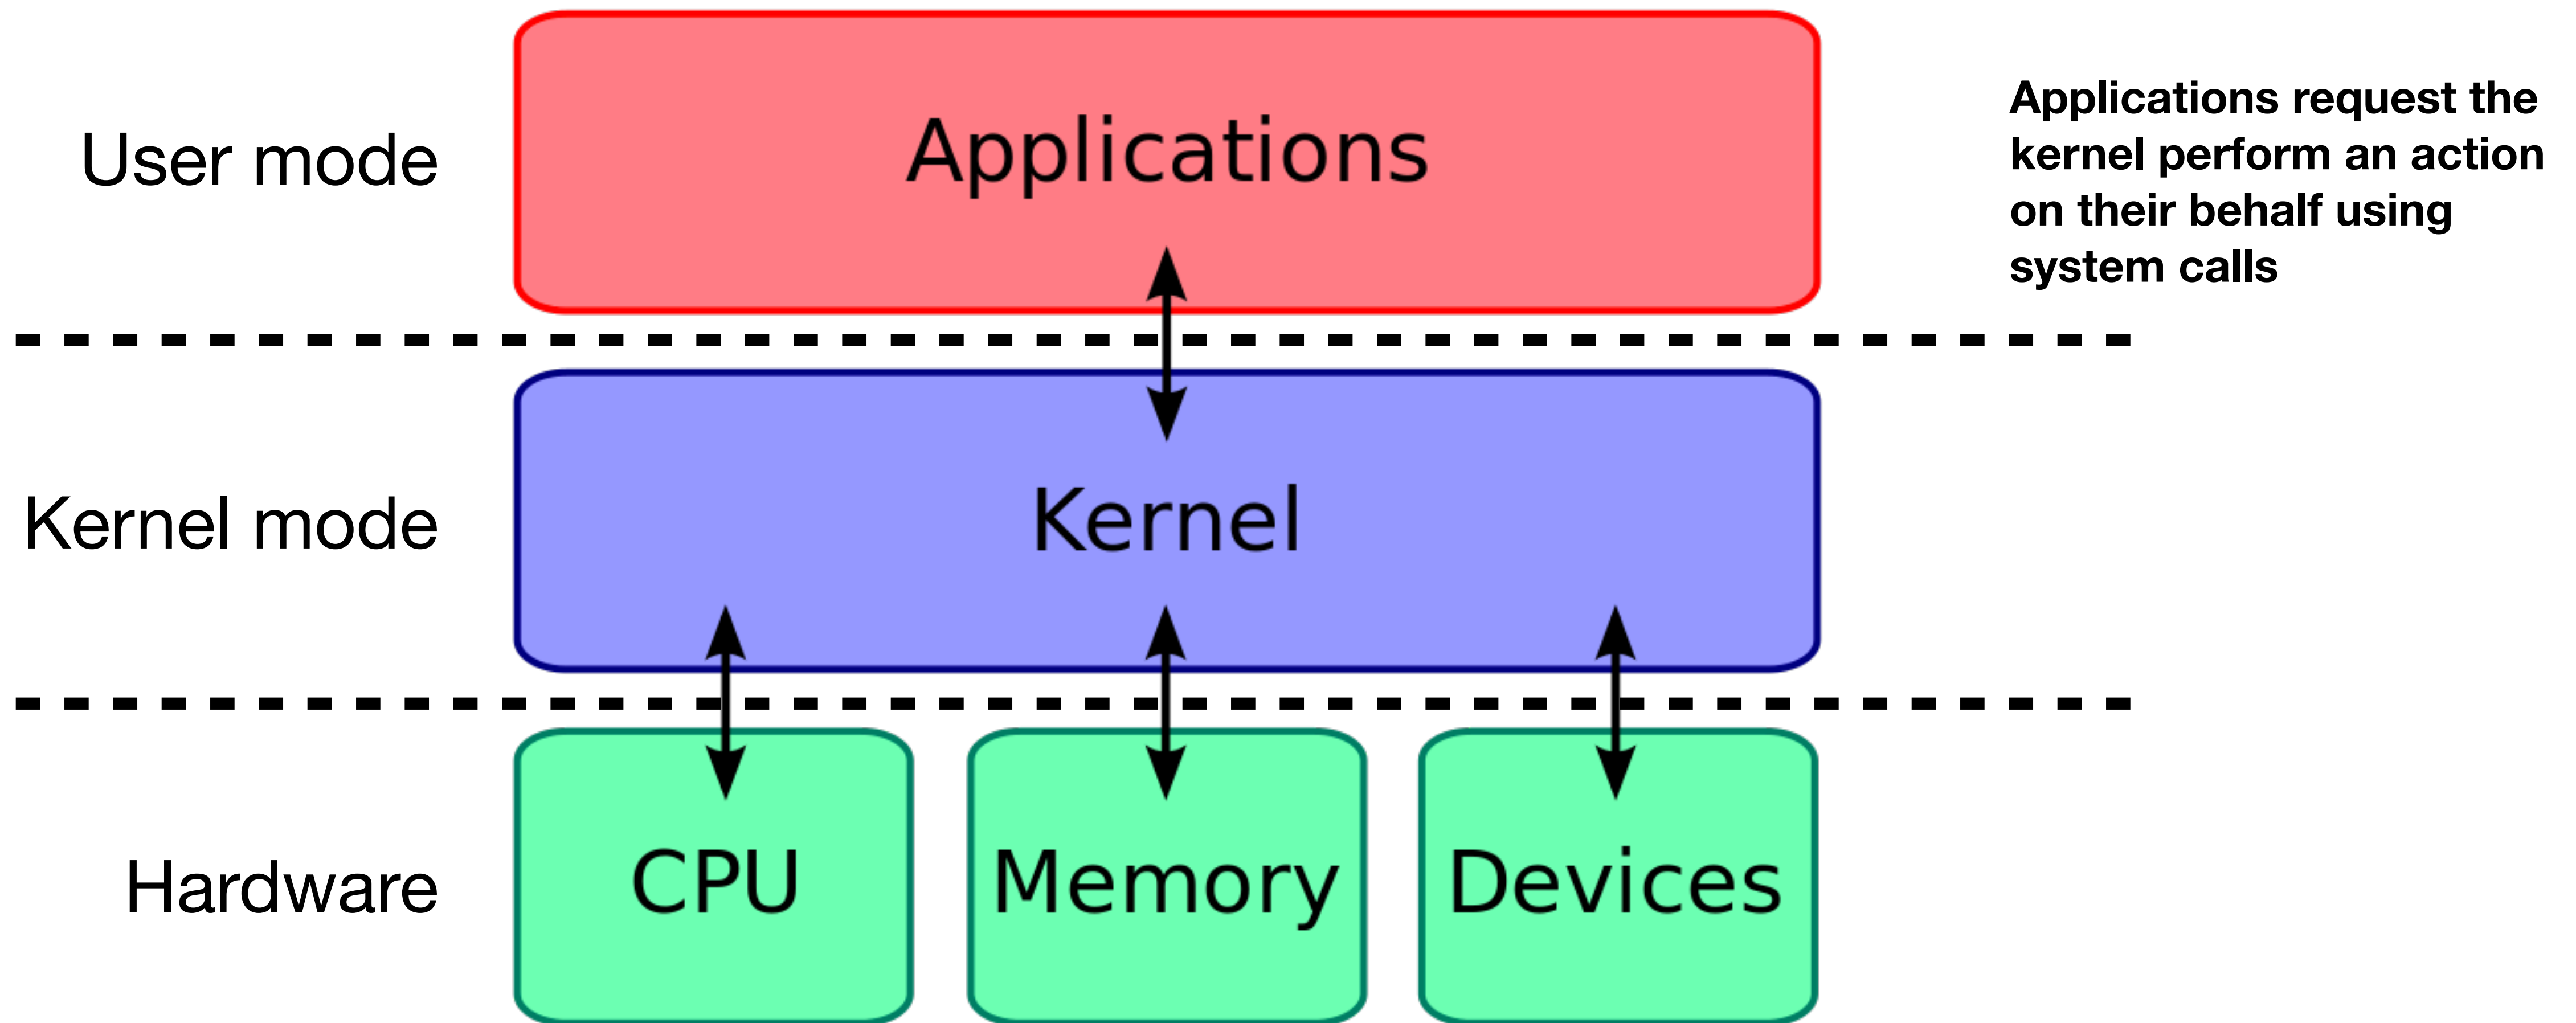 User mode
Applications
Applications request the
kernel perform an action
on their behalf using
system calls
Kernel mode
Kernel
Hardware
CPU
Memory
Devices